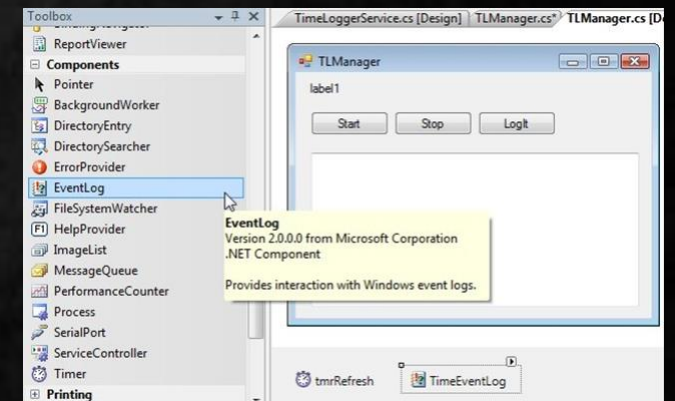 Toolbox
ReportViewer
Components
Pointer
BackgroundWorker
DirectoryEntry
DirectorySearcher
ErrorProvider
EventLog
FileSystemWatcher
HelpProvider
ImageList
MessageQueue
PerformanceCounter
Process
SerialPort
ServiceController
Timer
Printing
TimeLoggerService.cs [Design] TLManager.cs* TLManager.cs [D
TLManager
label1
Start Stop LogIt
EventLog
Version 2.0.0.0 from Microsoft Corporation
.NET Component
Provides interaction with Windows event logs.
tmrRefresh TimeEventLog